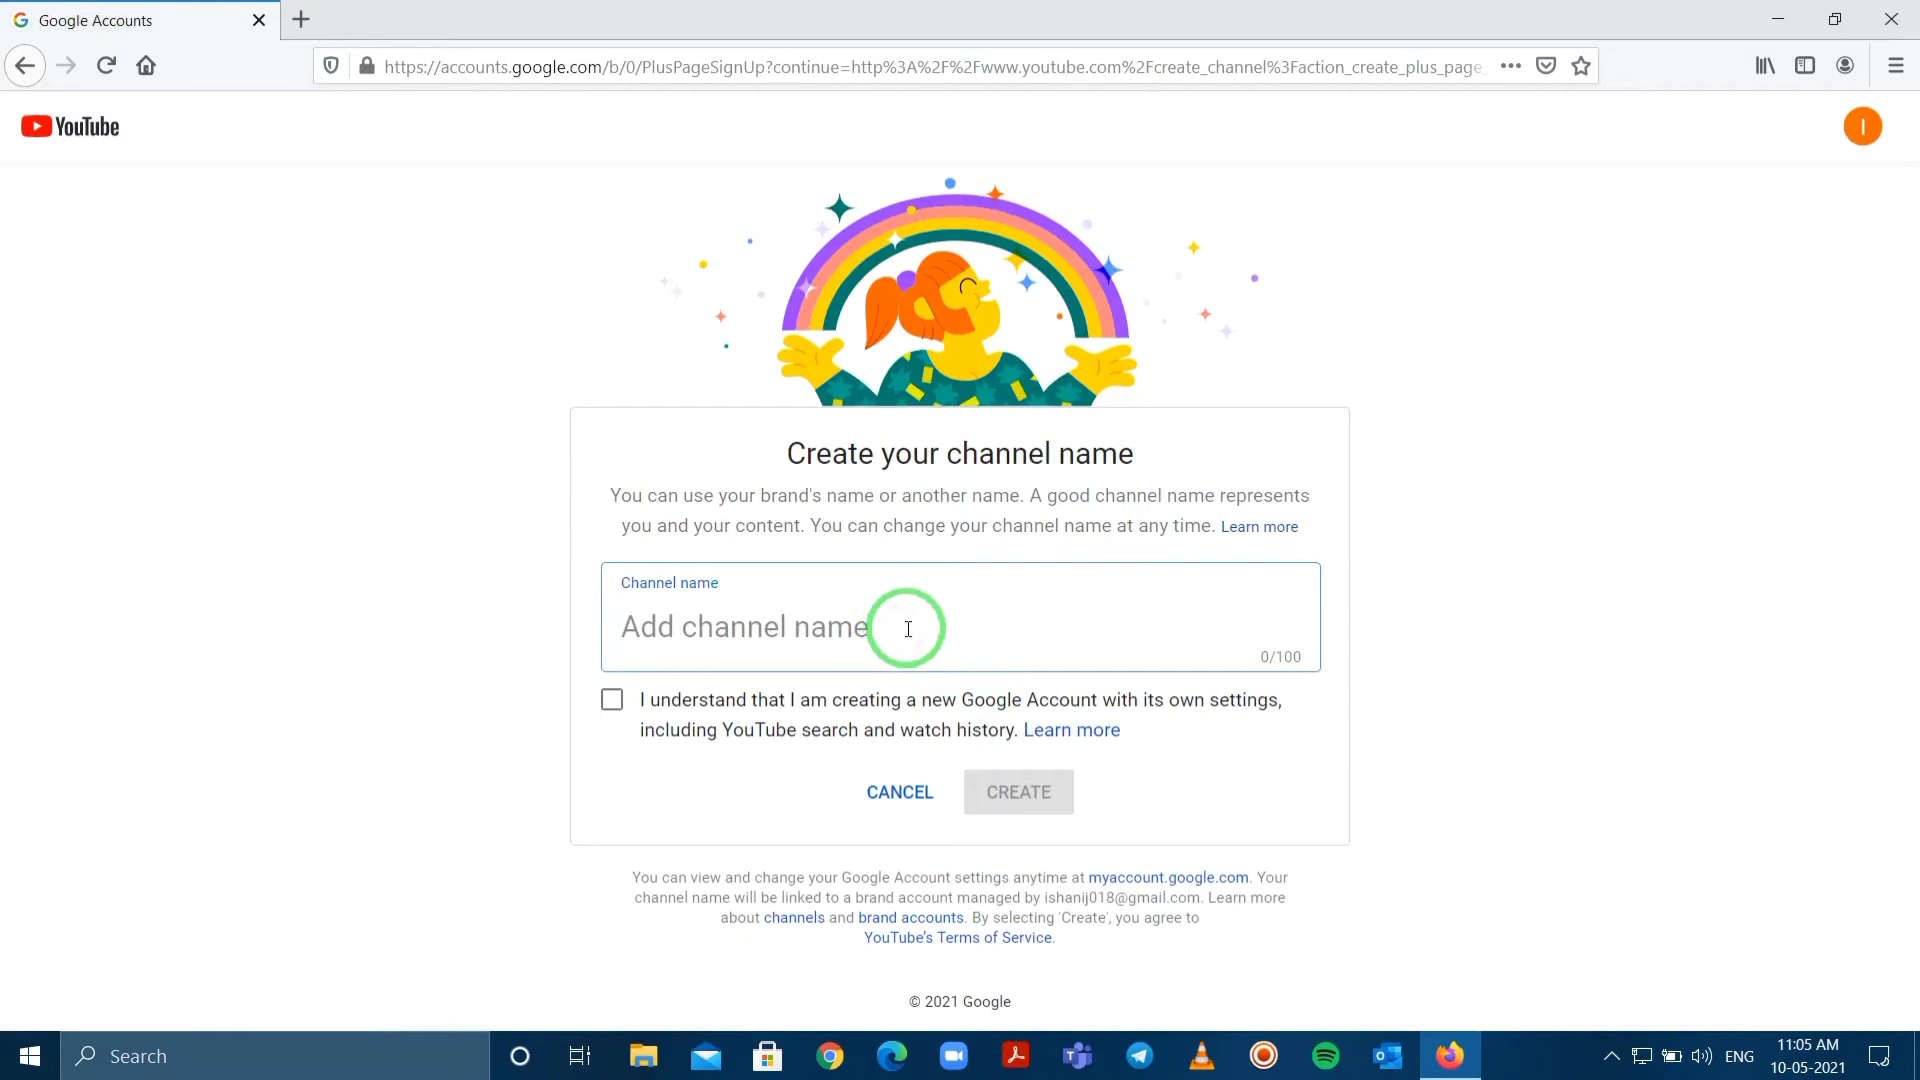 Google Accounts
https://accounts.google.com/b/0/PlusPageSignUp?continue=http%3A%2F%2Fwww.youtube.com%2Fcreate_channel%3Faction_create_plus_page_
YouTube
I
Create your channel name
You can use your brand's name or another name. A good channel name represents
you and your content. You can change your channel name at any time. Learn more
Channel name
Add channel name
0/100
I understand that I am creating a new Google Account with its own settings,
including YouTube search and watch history. Learn more
CANCEL CREATE
You can view and change your Google Account settings anytime at myaccount.google.com. Your
channel name will be linked to a brand account managed by ishanij018@gmail.com. Learn more
about channels and brand accounts. By selecting 'Create', you agree to
YouTube's Terms of Service.
© 2021 Google
Search
ENG
11:05 AM
10-05-2021